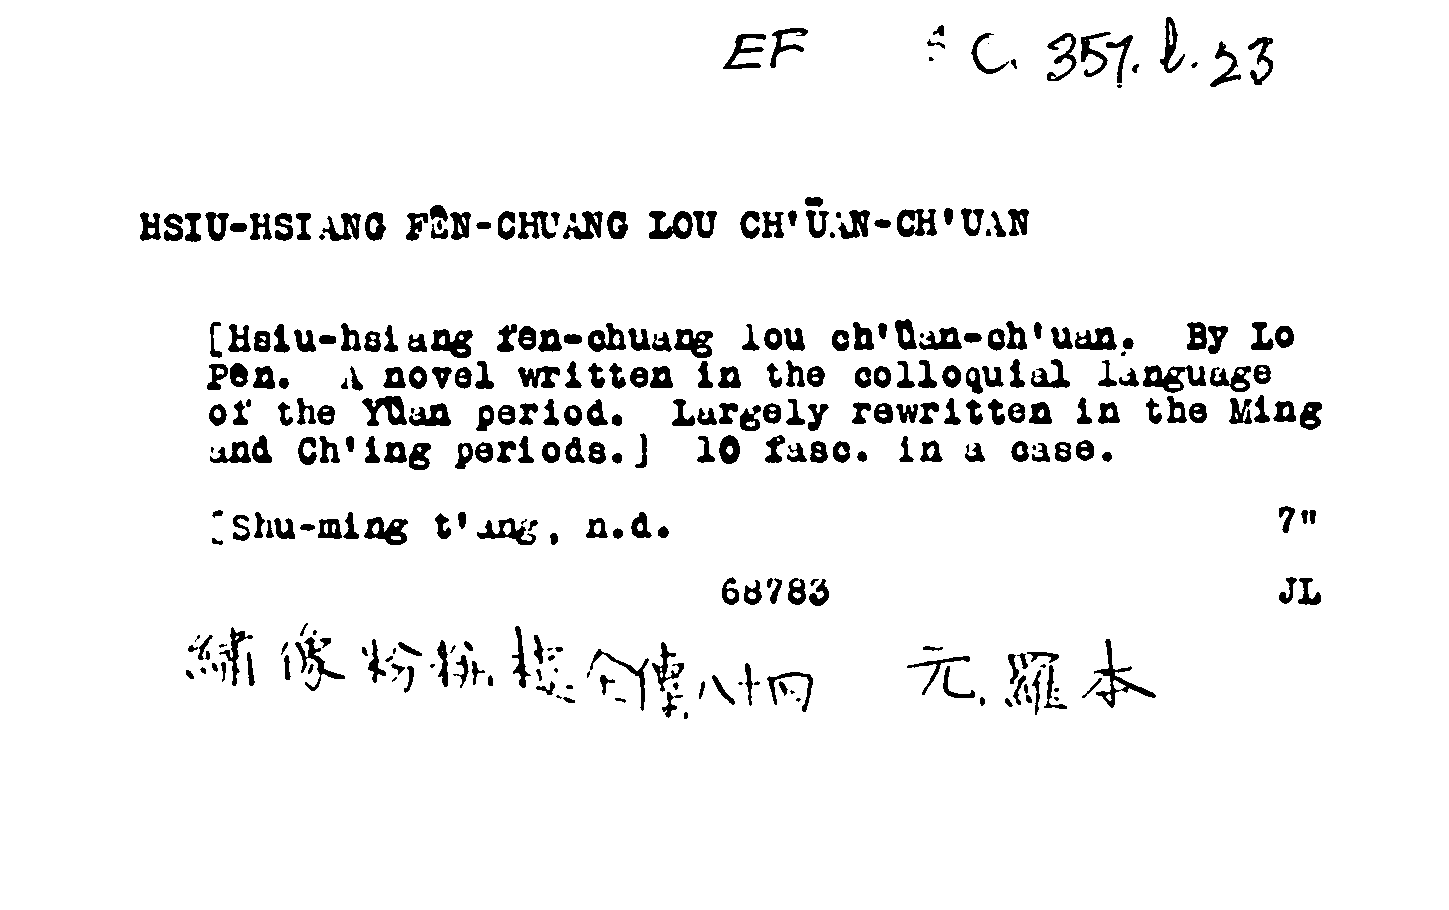 EF C. 357. l. 23
HSIU-HSIANG FÊN-CHUANG LOU CH'ÜAN-CH'UAN
[Hsiu-hsiang fen-chuang lou ch'üan-ch'uan. By Lo
Pen. A novel written in the colloquial language
of the Yüan period. Largely rewritten in the Ming
and Ch'ing periods.] 10 fasc. in a case.
[Shu-ming t'ang, n.d. 7"
68783 JL
繡像粉粧樓全傳八十回 元.羅本